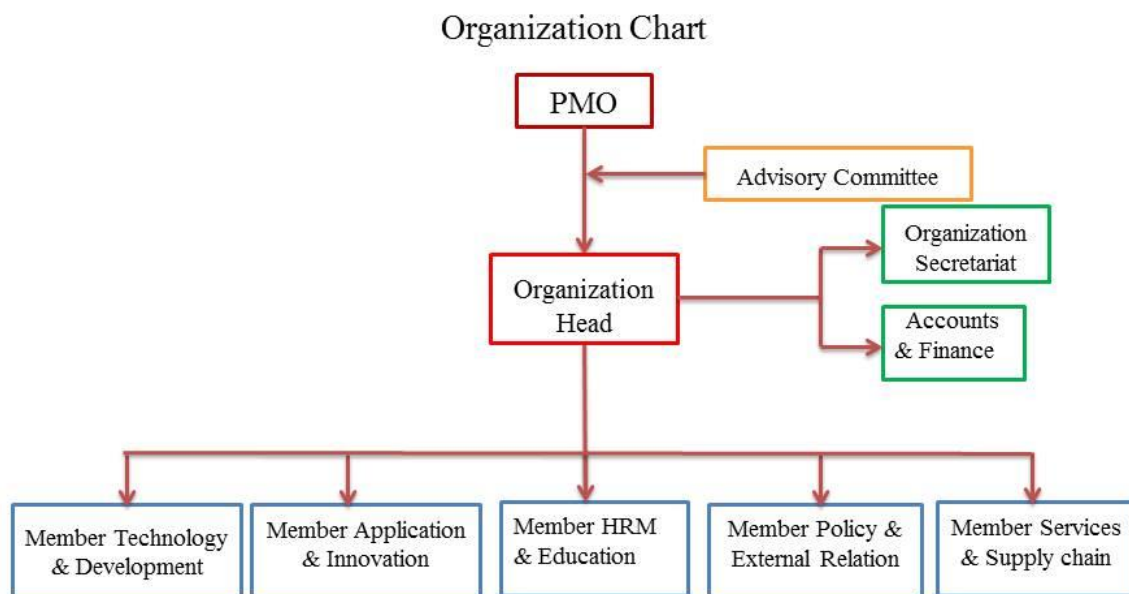 Organization Chart
PMO
Advisory Committee
Organization
Secretariat
Organization
Head
Accounts
& Finance
Member Technology
& Development
Member Application
& Innovation
Member HRM
& Education
Member Policy &
External Relation
Member Services
& Supply chain